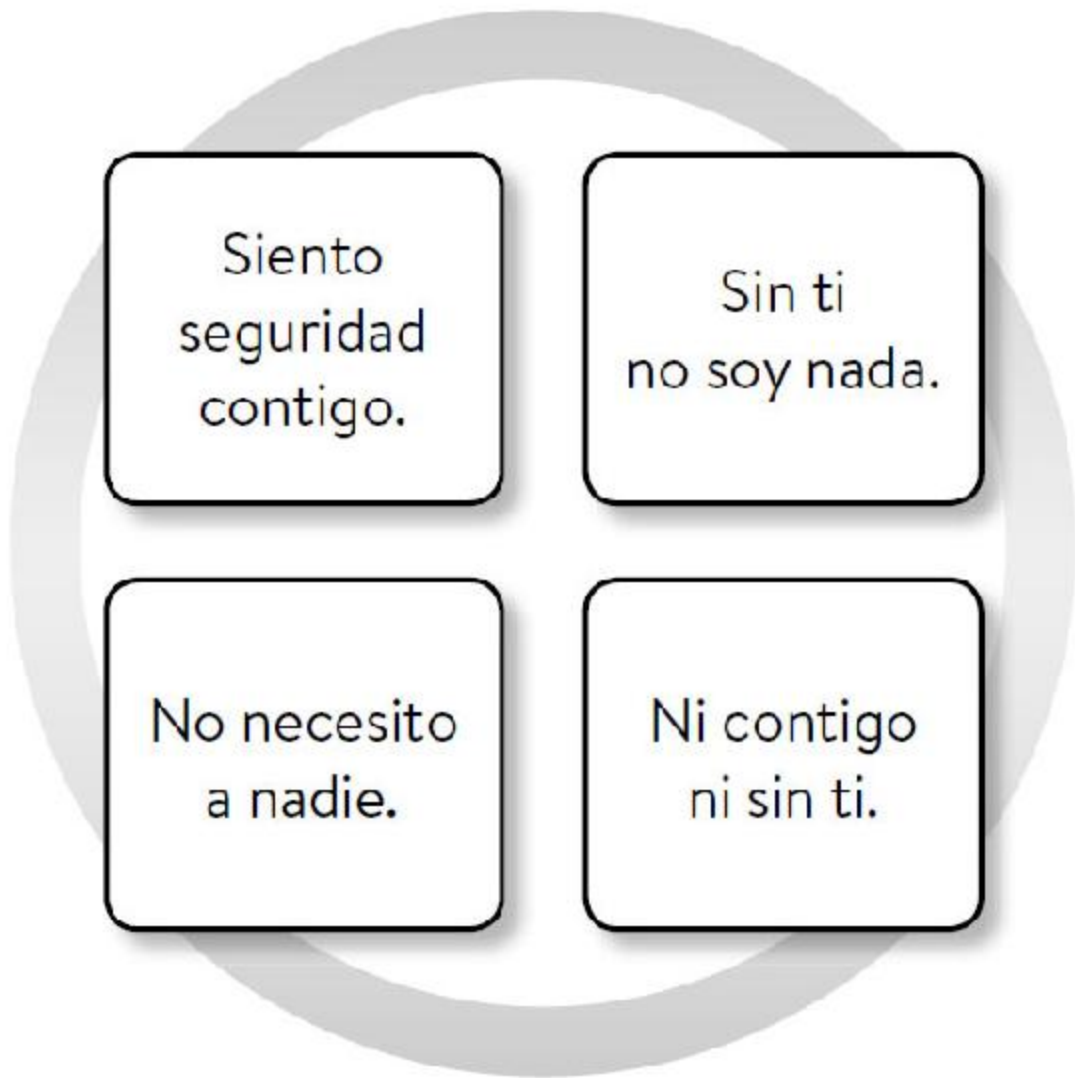 Siento
seguridad
contigo.
Sin ti
no soy nada.
No necesito
a nadie.
Ni contigo
ni sin ti.